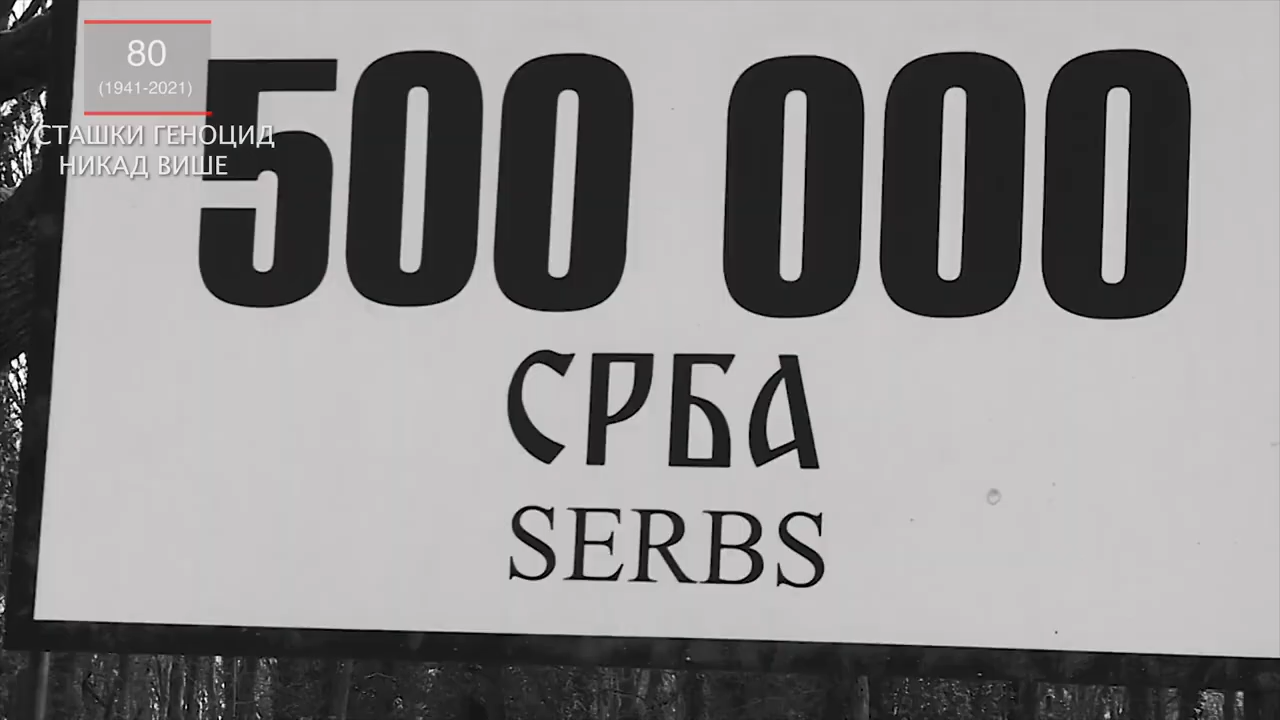 80
(1941-2021)
УСТАШКИ ГЕНОЦИД
НИКАД ВИШЕ
500 000
СРБА
SERBS